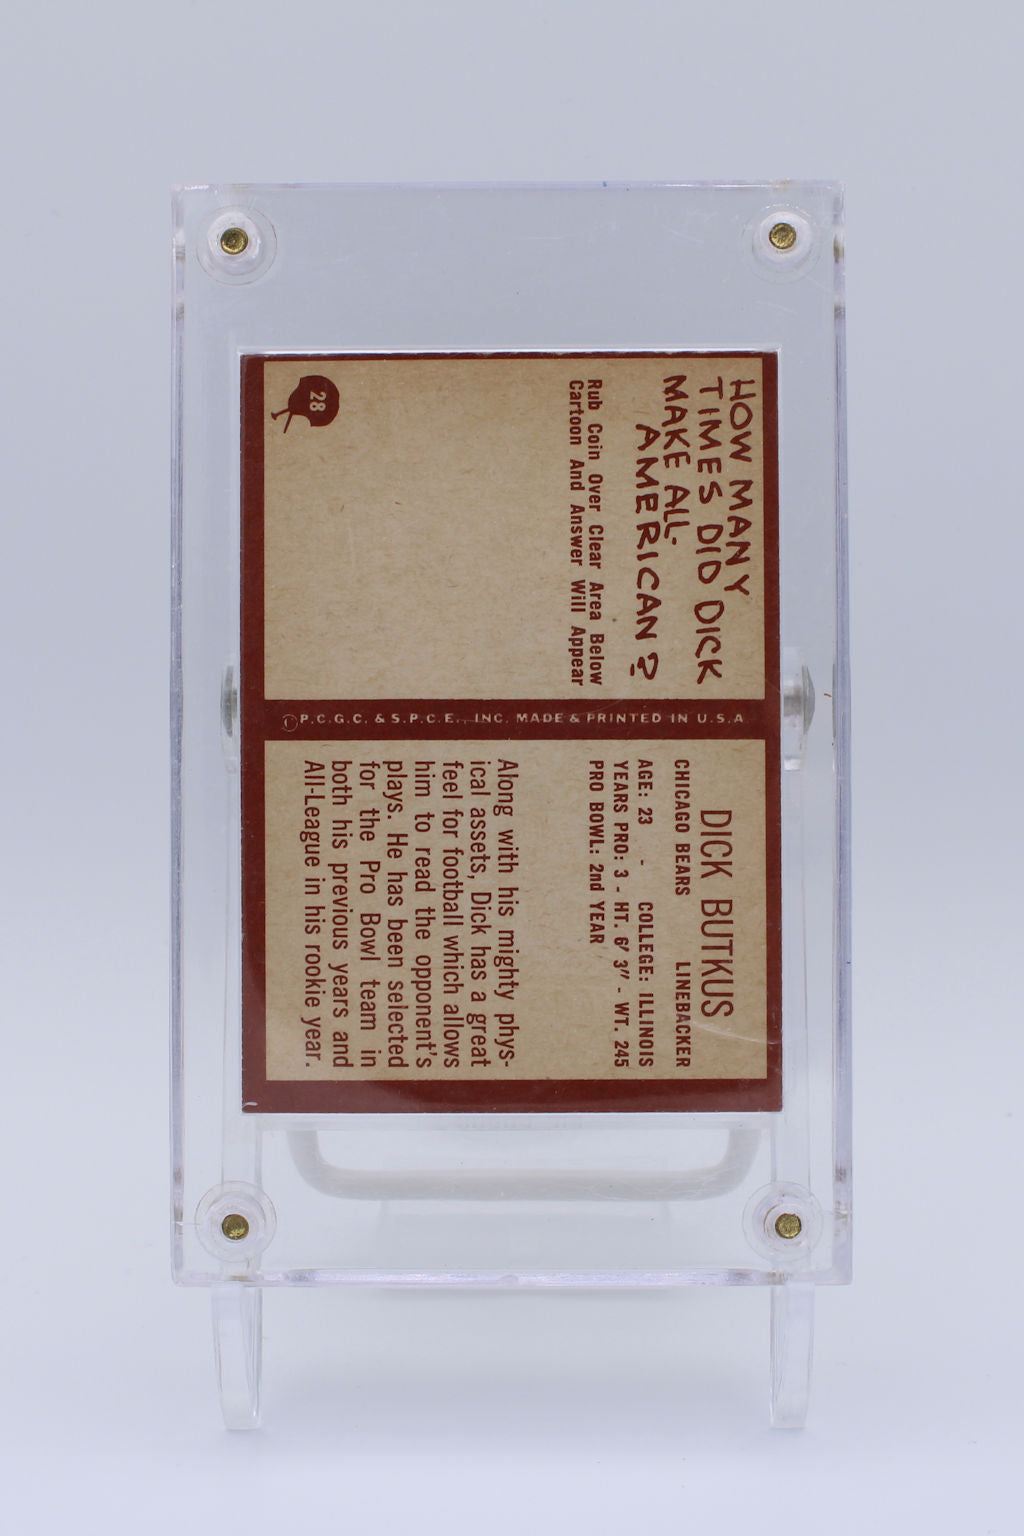 HOW MANY
TIMES DID DICK
MAKE ALL-
AMERICAN?
Rub Coin Over Clear Area Below
Cartoon And Answer Will Appear
28
©P.C.G.C. & S.P.C.E., INC. MADE & PRINTED IN U.S.A
DICK BUTKUS
CHICAGO BEARS LINEBACKER
AGE: 23 - COLLEGE: ILLINOIS
YEARS PRO: 3 - HT. 6' 3" - WT. 245
PRO BOWL: 2nd YEAR
Along with his mighty phys-
ical assets, Dick has a great
feel for football which allows
him to read the opponent's
plays. He has been selected
for the Pro Bowl team in
both his previous years and
All-League in his rookie year.